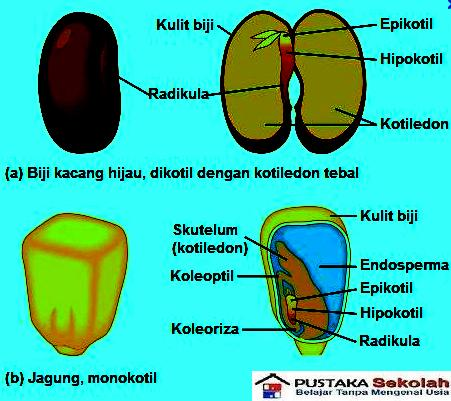 Kulit biji
Epikotil
Hipokotil
Radikula
Kotiledon
(a) Biji kacang hijau, dikotil dengan kotiledon tebal
Kulit biji
Skutelum
(kotiledon)
Endosperma
Koleoptil
Epikotil
Hipokotil
Koleoriza
Radikula
(b) Jagung, monokotil
PUSTAKA Sekolah
Belajar Tanpa Mengenal Usia